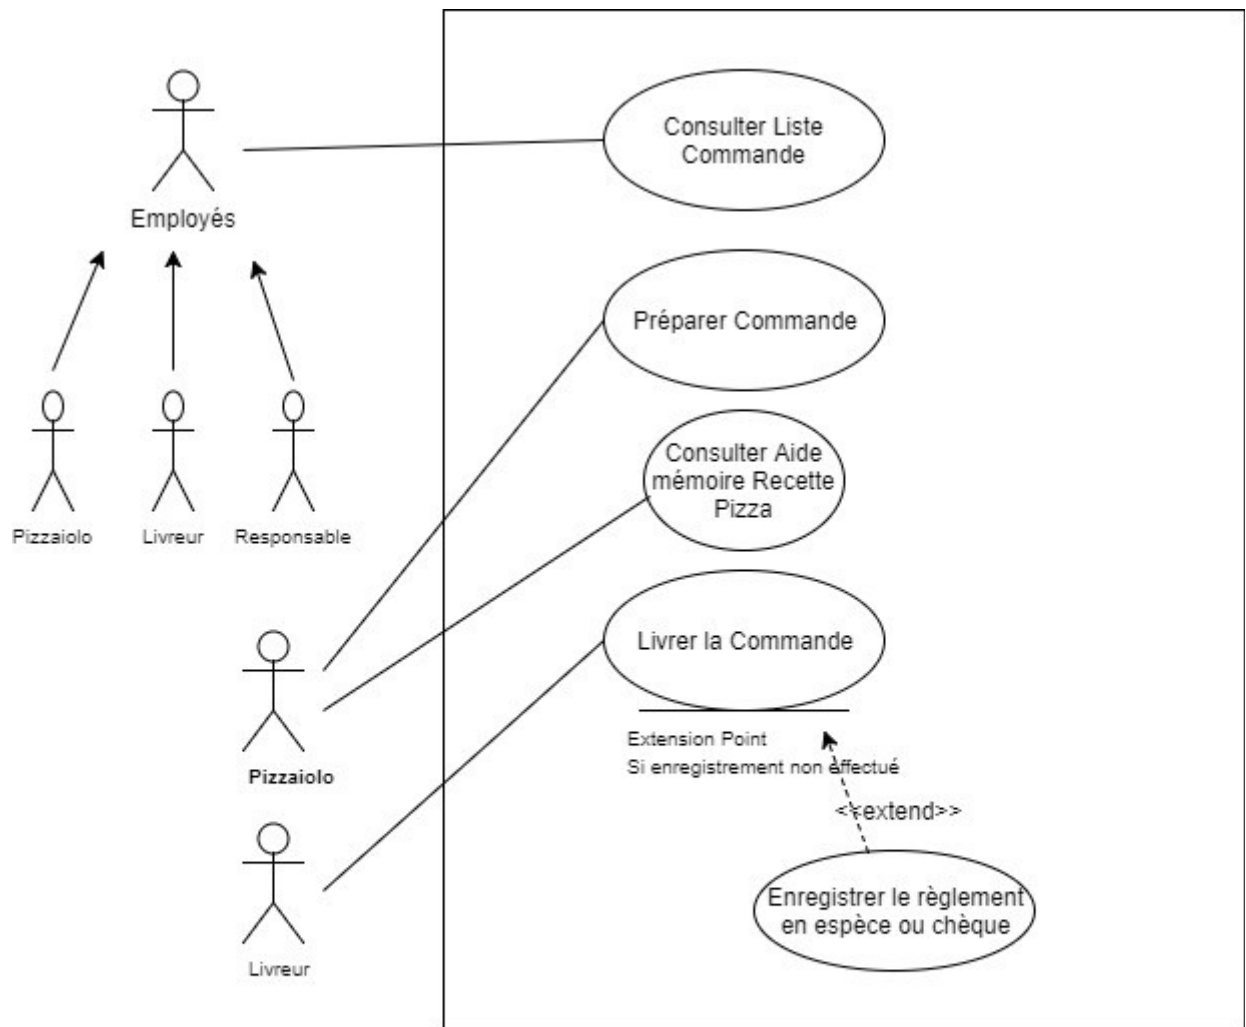 Consulter Liste
Commande
Employés
Préparer Commande
Consulter Aide
mémoire Recette
Pizza
Pizzaiolo
Livreur
Responsable
Livrer la Commande
Extension Point
Si enregistrement non effectué
Pizzaiolo
<<extend>>
Enregistrer le règlement
en espèce ou chèque
Livreur